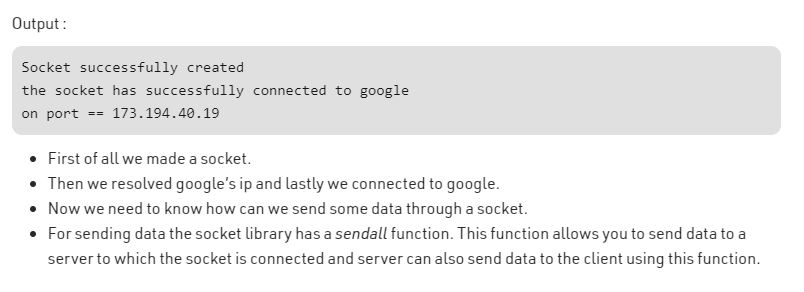 Output :
Socket successfully created
the socket has successfully connected to google
on port == 173.194.40.19
• First of all we made a socket.
• Then we resolved google’s ip and lastly we connected to google.
• Now we need to know how can we send some data through a socket.
• For sending data the socket library has a sendall function. This function allows you to send data to a
server to which the socket is connected and server can also send data to the client using this function.